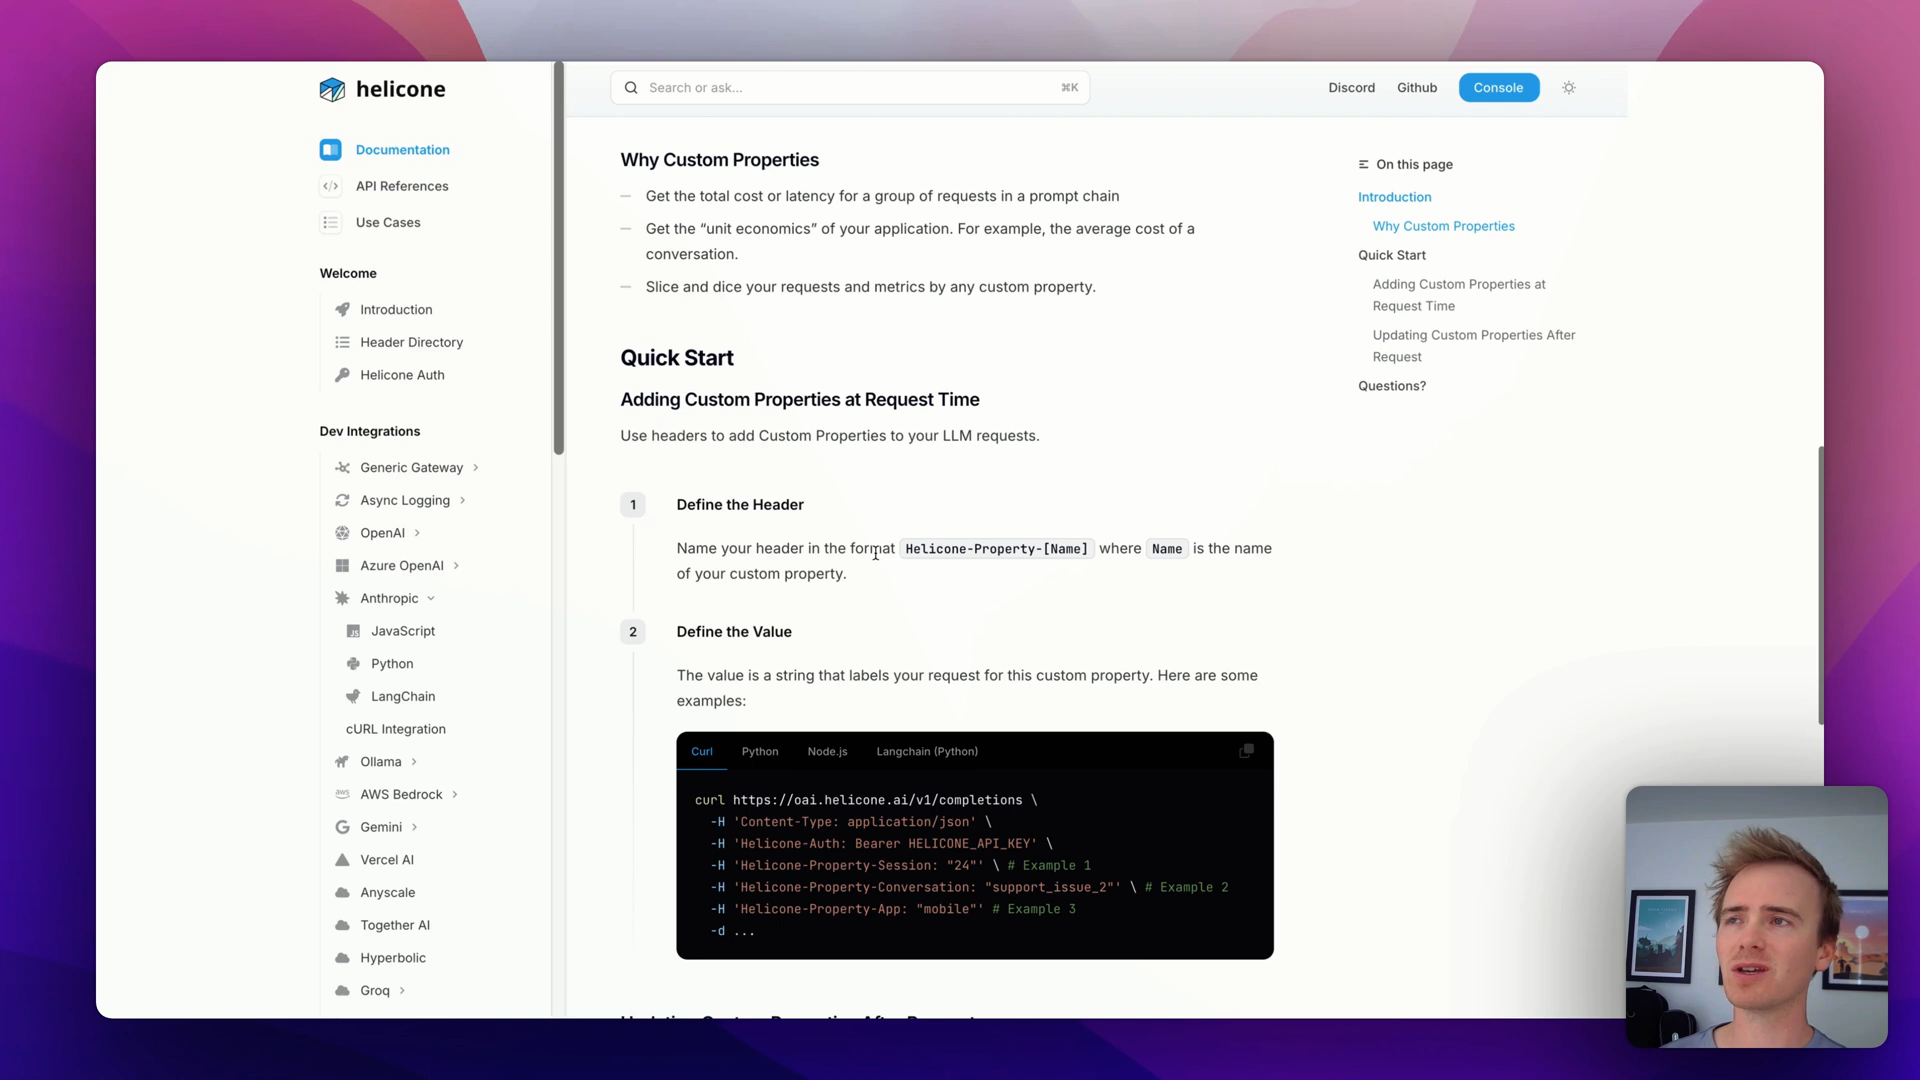 helicone
Search or ask...
⌘K
Discord
Github
Console
Documentation
API References
Use Cases
Welcome
Introduction
Header Directory
Helicone Auth
Dev Integrations
Generic Gateway
Async Logging
OpenAI
Azure OpenAI
Anthropic
JavaScript
Python
LangChain
cURL Integration
Ollama
AWS Bedrock
Gemini
Vercel AI
Anyscale
Together AI
Hyperbolic
Groq
Why Custom Properties
Get the total cost or latency for a group of requests in a prompt chain
Get the “unit economics” of your application. For example, the average cost of a
conversation.
Slice and dice your requests and metrics by any custom property.
Quick Start
Adding Custom Properties at Request Time
Use headers to add Custom Properties to your LLM requests.
1
Define the Header
Name your header in the format Helicone-Property-[Name] where Name is the name
of your custom property.
2
Define the Value
The value is a string that labels your request for this custom property. Here are some
examples:
Curl Python Node.js Langchain (Python)
curl https://oai.helicone.ai/v1/completions \
-H 'Content-Type: application/json' \
-H 'Helicone-Auth: Bearer HELICONE_API_KEY' \
-H 'Helicone-Property-Session: "24"' \ # Example 1
-H 'Helicone-Property-Conversation: "support_issue_2"' \ # Example 2
-H 'Helicone-Property-App: "mobile"' # Example 3
-d ...
On this page
Introduction
Why Custom Properties
Quick Start
Adding Custom Properties at
Request Time
Updating Custom Properties After
Request
Questions?